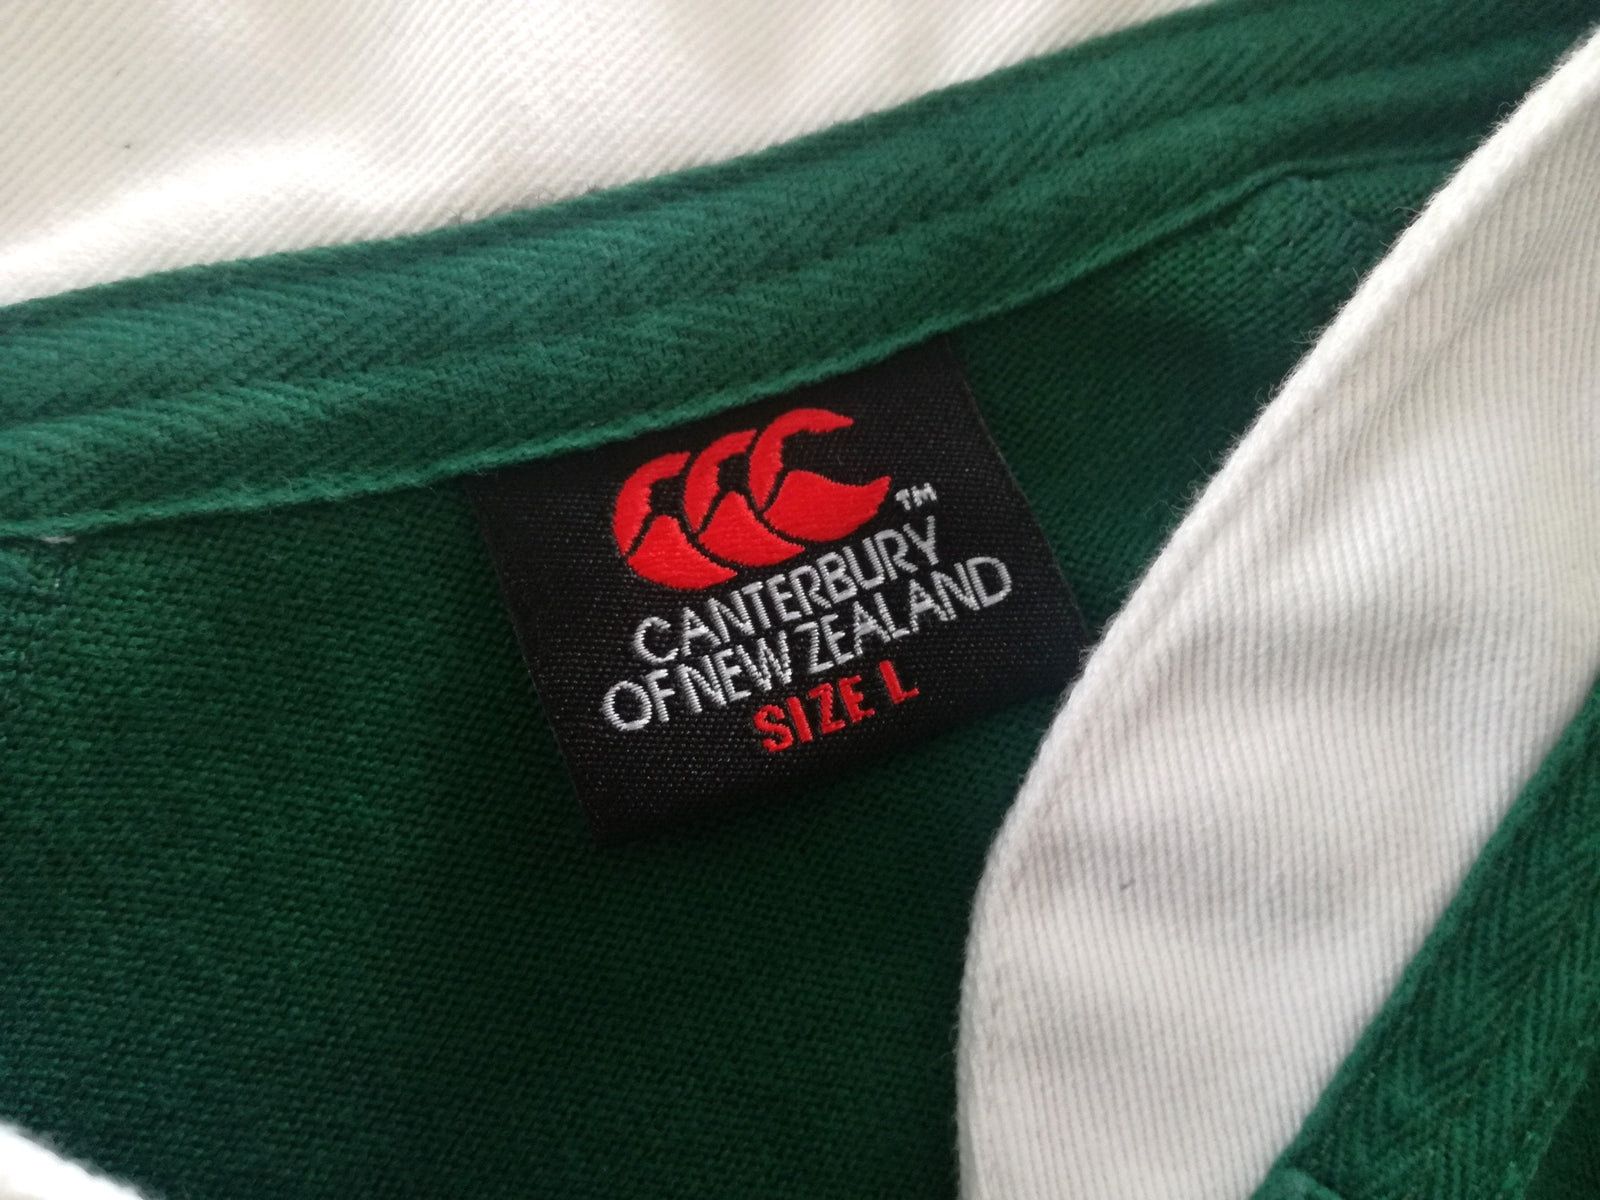 TM
CANTERBURY
OF NEW ZEALAND
SIZE L